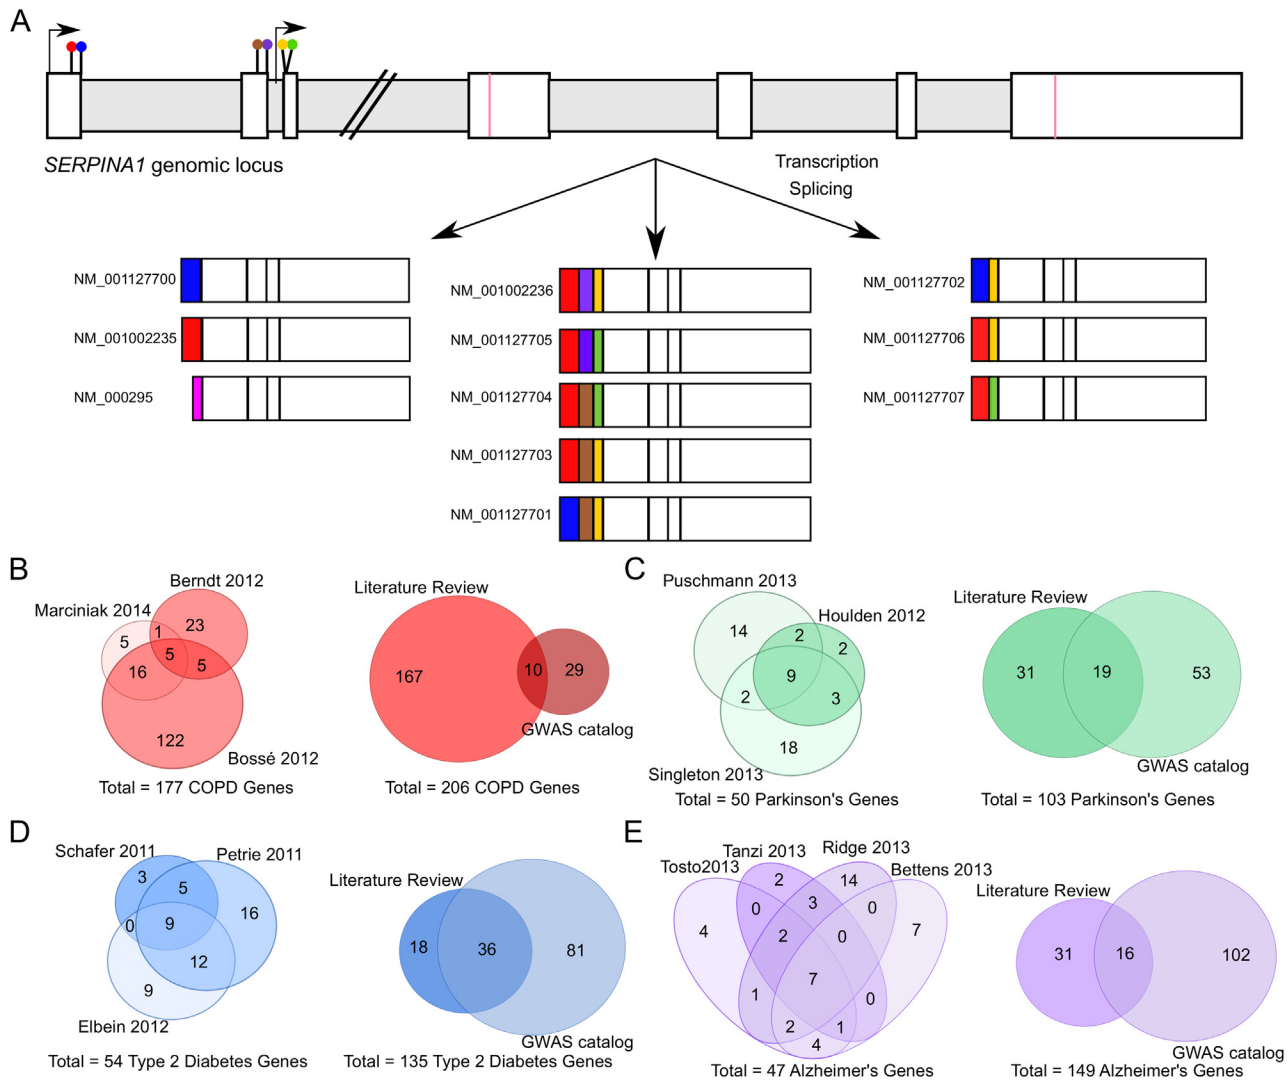 A
SERPINA1 genomic locus
Transcription
Splicing
NM_001127700
NM_001002235
NM_000295
NM_001002236
NM_001127705
NM_001127704
NM_001127703
NM_001127701
NM_001127702
NM_001127706
NM_001127707
B
Berndt 2012
Marciniak 2014
5
1
23
5
5
16
122
Bossé 2012
Total = 177 COPD Genes
Literature Review
167
10
29
GWAS catalog
Total = 206 COPD Genes
C
Puschmann 2013
Houlden 2012
14
2
2
9
2
3
18
Singleton 2013
Total = 50 Parkinson's Genes
Literature Review
31
19
53
GWAS catalog
Total = 103 Parkinson's Genes
D
Schafer 2011
Petrie 2011
3
5
16
0
9
12
9
Elbein 2012
Total = 54 Type 2 Diabetes Genes
Literature Review
18
36
81
GWAS catalog
Total = 135 Type 2 Diabetes Genes
E
Tosto2013
Tanzi 2013
Ridge 2013
Bettens 2013
2
14
0
3
0
4
2
0
7
7
1
0
2
1
4
Total = 47 Alzheimer's Genes
Literature Review
31
16
102
GWAS catalog
Total = 149 Alzheimer's Genes